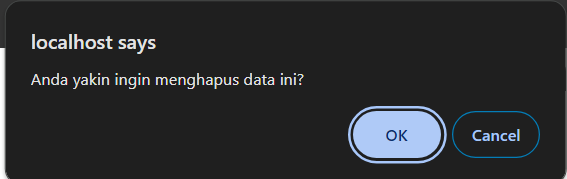 localhost says
Anda yakin ingin menghapus data ini?
OK
Cancel